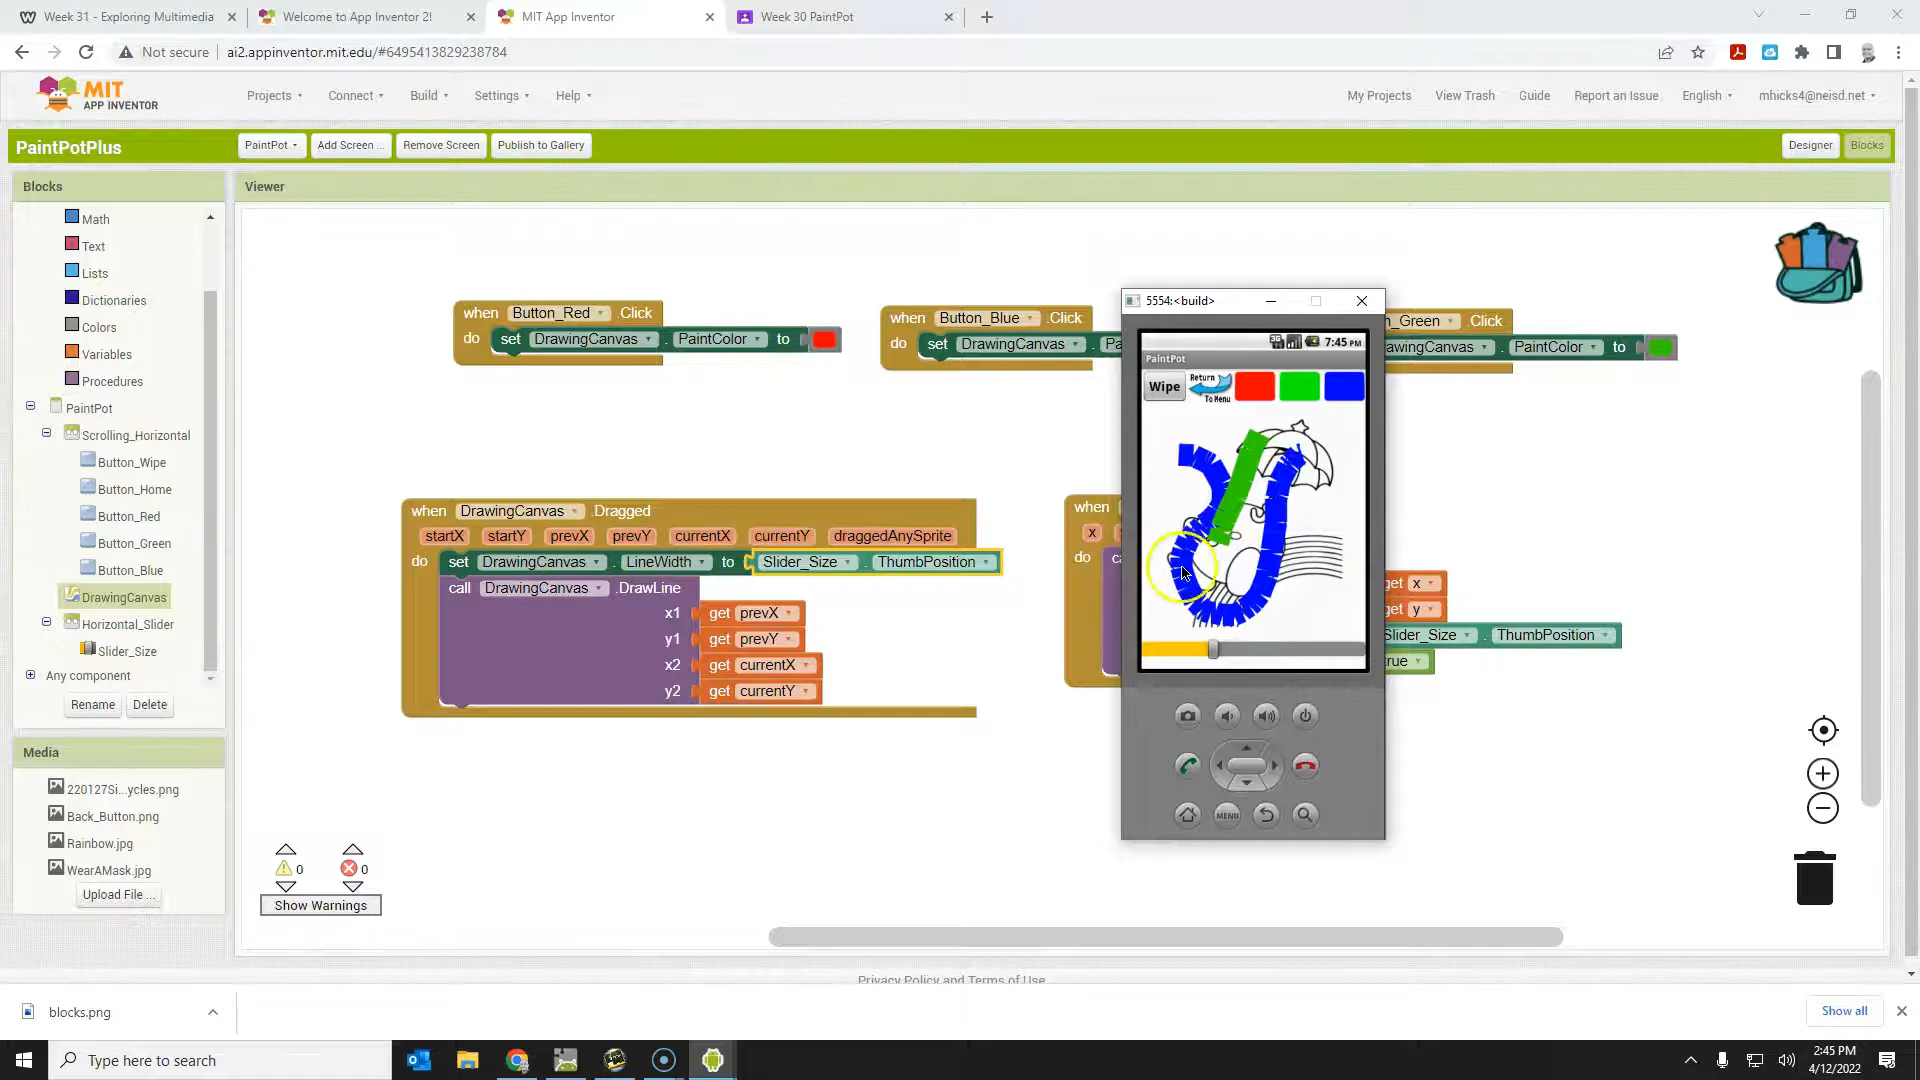 Week 31 - Exploring Multimedia
Welcome to App Inventor 2!
MIT App Inventor
Week 30 PaintPot
Not secure
ai2.appinventor.mit.edu/#6495413829238784
MIT
APP INVENTOR
Projects
Connect
Build
Settings
Help
My Projects
View Trash
Guide
Report an Issue
English
mhicks4@neisd.net
PaintPotPlus
PaintPot
Add Screen ...
Remove Screen
Publish to Gallery
Designer
Blocks
Blocks
Viewer
Math
Text
Lists
Dictionaries
Colors
Variables
Procedures
PaintPot
Scrolling_Horizontal
Button_Wipe
Button_Home
Button_Red
Button_Green
Button_Blue
DrawingCanvas
Horizontal_Slider
Slider_Size
Any component
Rename
Delete
Media
220127Si...ycles.png
Back_Button.png
Rainbow.jpg
WearAMask.jpg
Upload File ...
when Button_Red .Click
do set DrawingCanvas . PaintColor to
when Button_Blue .Click
do set DrawingCanvas . Pa
n_Green .Click
awingCanvas . PaintColor to
when DrawingCanvas .Dragged
startX startY prevX prevY currentX currentY draggedAnySprite
do set DrawingCanvas . LineWidth to Slider_Size . ThumbPosition
call DrawingCanvas .DrawLine
x1 get prevX
y1 get prevY
x2 get currentX
y2 get currentY
when
x
do ca
get x
get y
Slider_Size . ThumbPosition
true
5554:<build>
3G 7:45 PM
PaintPot
Wipe
Return
To Menu
MENU
0
0
Show Warnings
Privacy Policy and Terms of Use
blocks.png
Show all
Type here to search
2:45 PM
4/12/2022